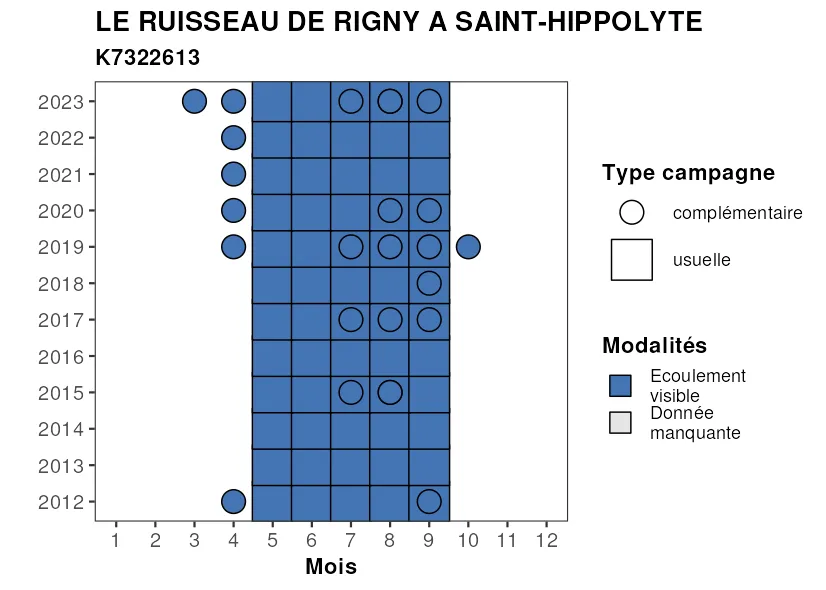 LE RUISSEAU DE RIGNY A SAINT-HIPPOLYTE
K7322613
2023
2022
2021
2020
2019
2018
2017
2016
2015
2014
2013
2012
1 2 3 4 5 6 7 8 9 10 11 12
Mois
Type campagne
complémentaire
usuelle
Modalités
Ecoulement
visible
Donnée
manquante